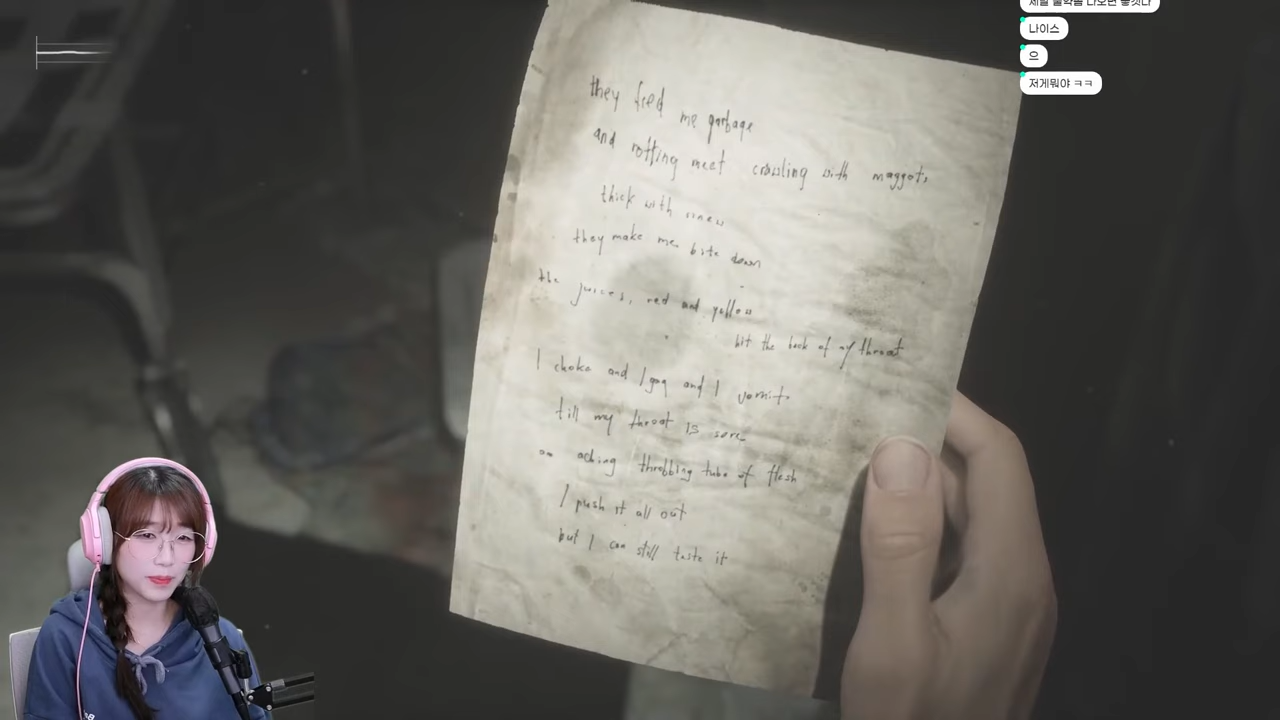 나이스
으
저게뭐야 ㅋㅋ
they feed me garbage
and rotting meet crawling with maggots
thick with sinew
they make me bite down
the juices, red and yellow
hit the back of my throat
I choke and I gag and I vomit
till my throat is sore
an aching throbbing tube of flesh
I push it all out
but I can still taste it